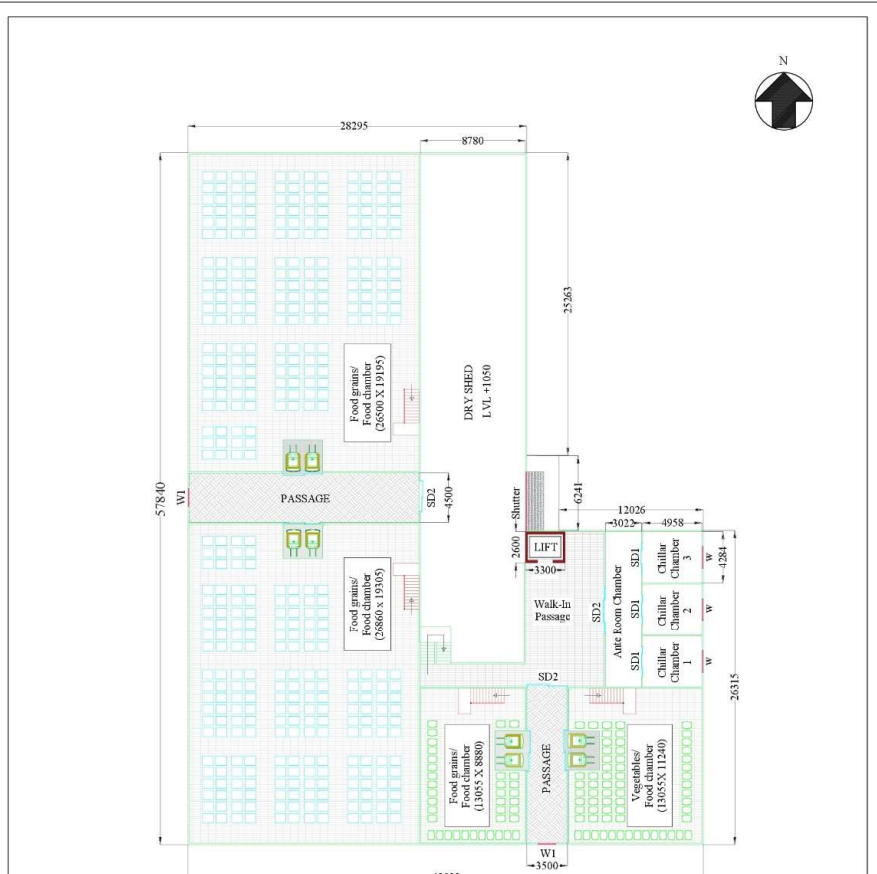 N
28295
8780
25263
Food grains/
Food chamber
(26500 X 19195)
DRY SHED
LVL +1050
57840
W1
PASSAGE
SD2
4500
Shutter
6241
12026
3022
4958
2600
LIFT
3300
4284
SD1
Chillar
Chamber
3
W
Food grains/
Food chamber
(26860 x 19305)
Walk-In
Passage
SD2
Ante Room Chamber
SD1
Chillar
Chamber
2
W
SD1
Chillar
Chamber
1
W
26315
SD2
Food grains/
Food chamber
(13055 X 8880)
PASSAGE
Vegetables/
Food chamber
(13055X 11240)
W1
3500